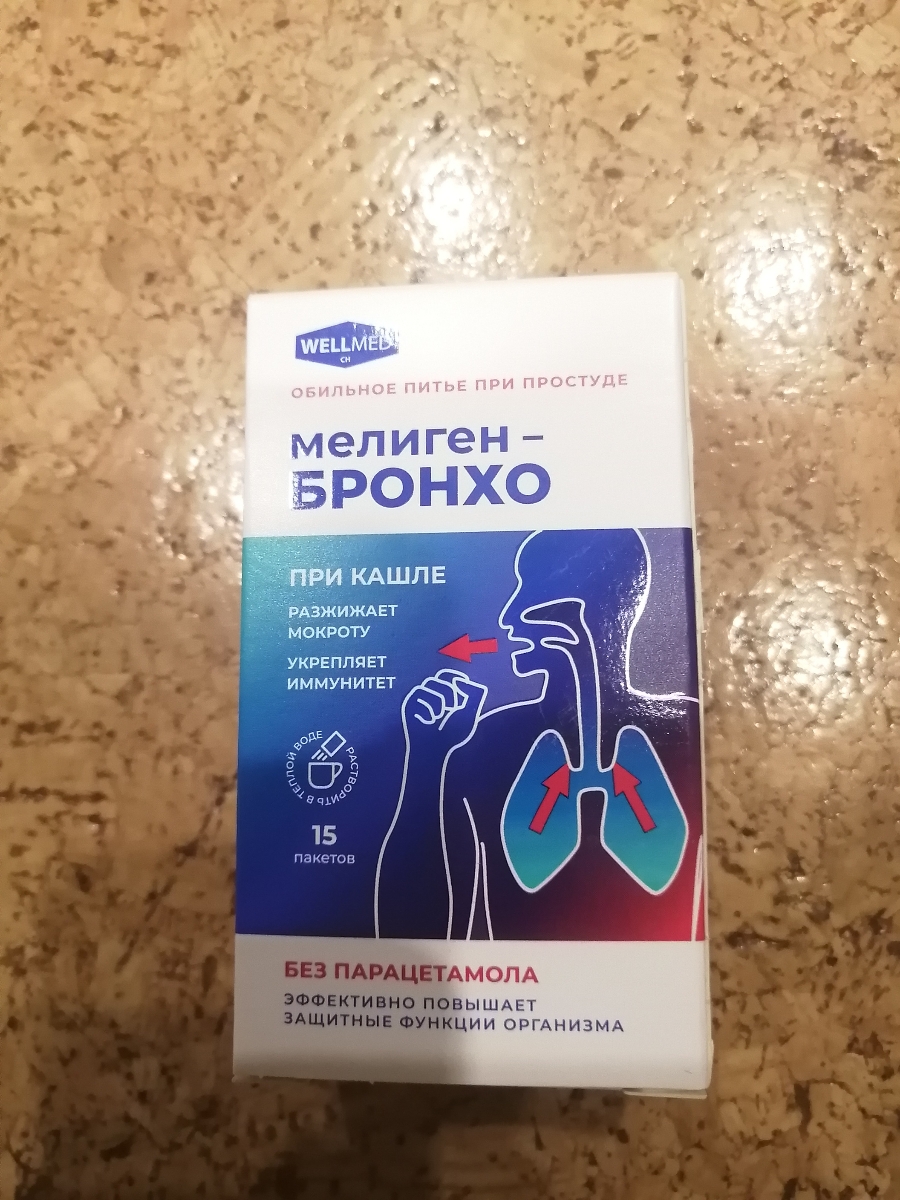 WELLMED
CH
ОБИЛЬНОЕ ПИТЬЕ ПРИ ПРОСТУДЕ
мелиген –
БРОНХО
ПРИ КАШЛЕ
РАЗЖИЖАЕТ
МОКРОТУ
УКРЕПЛЯЕТ
ИММУНИТЕТ
РАСТВОРИТЬ В ТЕПЛОЙ ВОДЕ
15
пакетов
БЕЗ ПАРАЦЕТАМОЛА
ЭФФЕКТИВНО ПОВЫШАЕТ
ЗАЩИТНЫЕ ФУНКЦИИ ОРГАНИЗМА